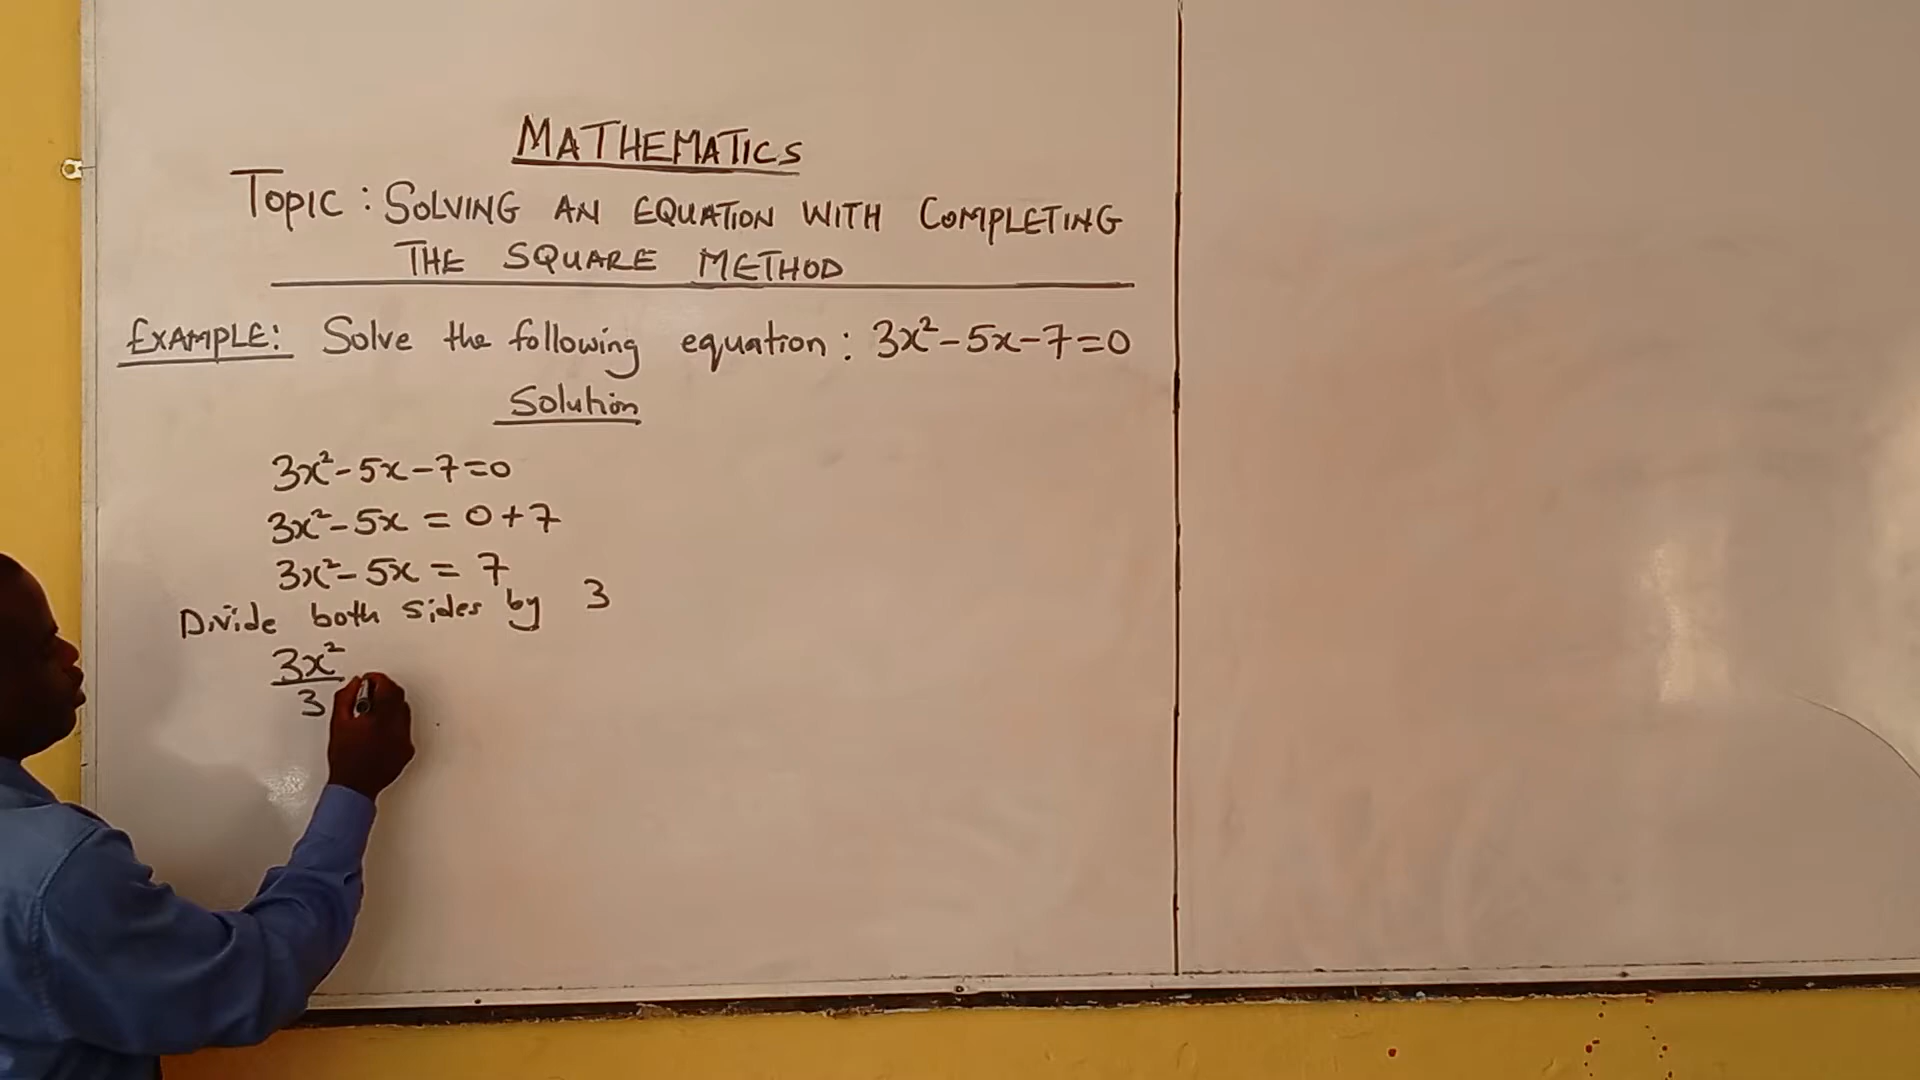 MATHEMATICS
TOPIC: SOLVING AN EQUATION WITH COMPLETING
THE SQUARE METHOD
EXAMPLE: Solve the following equation: 3x²-5x-7=0
Solution
3x²-5x-7=0
3x²-5x = 0+7
3x²-5x = 7
Divide both sides by 3
3x²
3